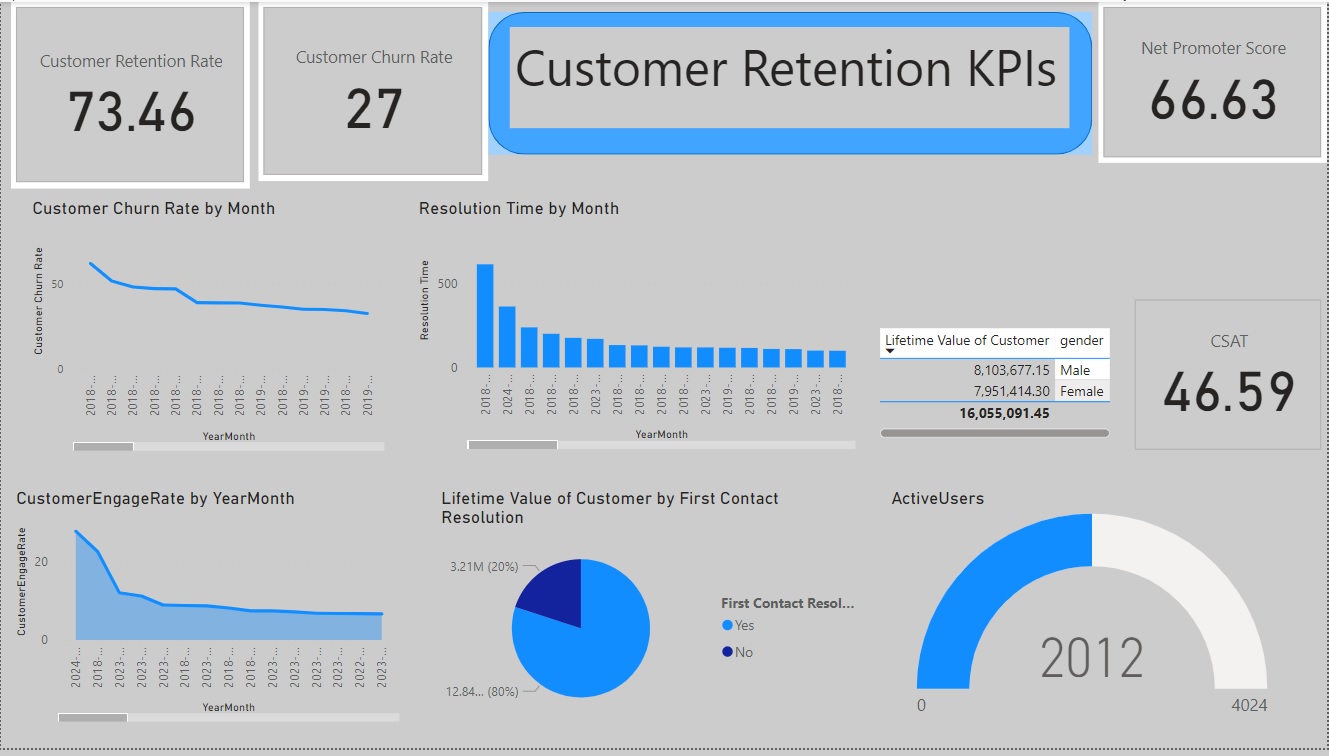 Customer Retention Rate
73.46
Customer Churn Rate
27
Customer Retention KPIs
Net Promoter Score
66.63
Customer Churn Rate by Month
Customer Churn Rate
50
0
2018-...
2018-...
2018-...
2018-...
2018-...
2018-...
2018-...
2018-...
2019-...
2018-...
2019-...
2019-...
2018-...
2019-...
YearMonth
Resolution Time by Month
Resolution Time
500
0
2018-...
2024-...
2018-...
2018-...
2018-...
2023-...
2018-...
2018-...
2018-...
2018-...
2023-...
2019-...
2018-...
2018-...
2019-...
2023-...
2018-...
YearMonth
Lifetime Value of Customer gender
8,103,677.15 Male
7,951,414.30 Female
16,055,091.45
CSAT
46.59
CustomerEngageRate by YearMonth
CustomerEngageRate
20
0
2024-...
2018-...
2023-...
2023-...
2023-...
2018-...
2023-...
2018-...
2018-...
2023-...
2023-...
2023-...
2018-...
2022-...
2023-...
YearMonth
Lifetime Value of Customer by First Contact
Resolution
3.21M (20%)
12.84... (80%)
First Contact Resol...
Yes
No
ActiveUsers
2012
0
4024